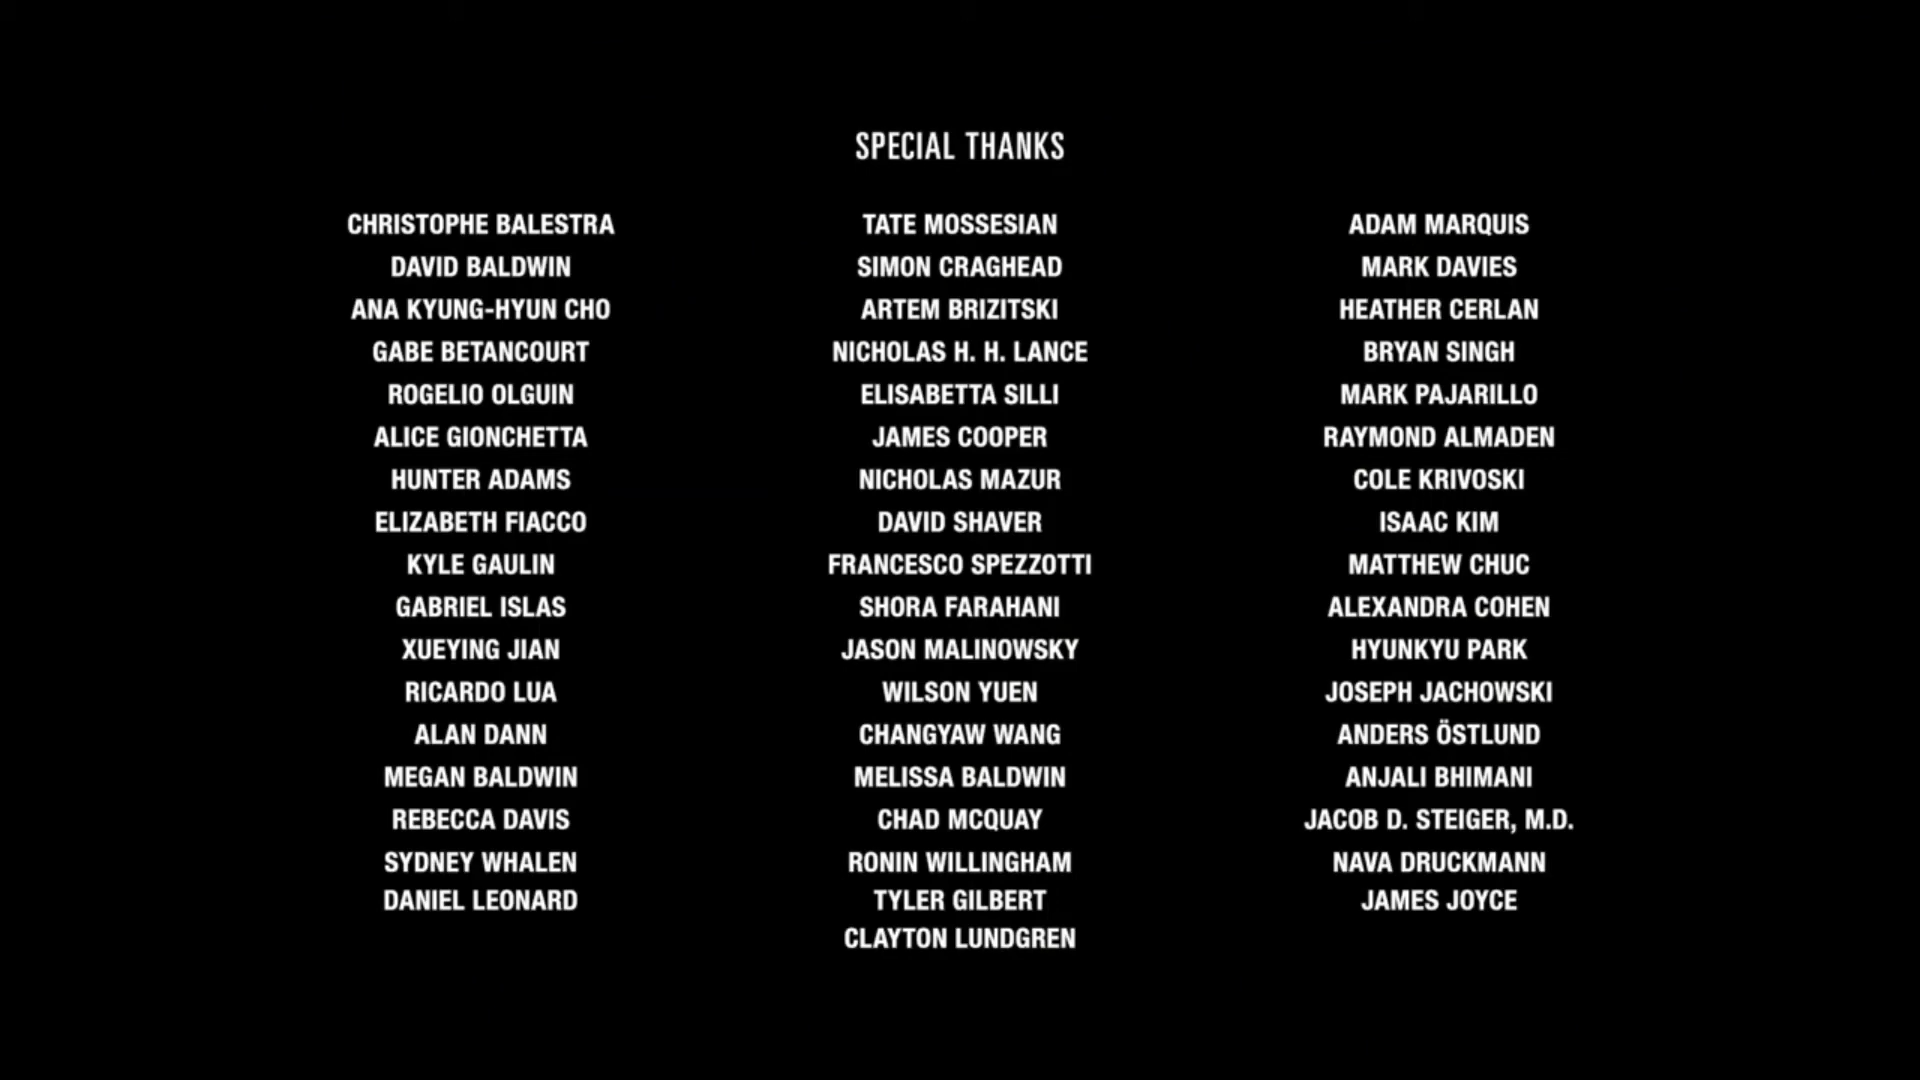 SPECIAL THANKS
CHRISTOPHE BALESTRA
DAVID BALDWIN
ANA KYUNG-HYUN CHO
GABE BETANCOURT
ROGELIO OLGUIN
ALICE GIONCHETTA
HUNTER ADAMS
ELIZABETH FIACCO
KYLE GAULIN
GABRIEL ISLAS
XUEYING JIAN
RICARDO LUA
ALAN DANN
MEGAN BALDWIN
REBECCA DAVIS
SYDNEY WHALEN
DANIEL LEONARD
TATE MOSSESIAN
SIMON CRAGHEAD
ARTEM BRIZITSKI
NICHOLAS H. H. LANCE
ELISABETTA SILLI
JAMES COOPER
NICHOLAS MAZUR
DAVID SHAVER
FRANCESCO SPEZZOTTI
SHORA FARAHANI
JASON MALINOWSKY
WILSON YUEN
CHANGYAW WANG
MELISSA BALDWIN
CHAD MCQUAY
RONIN WILLINGHAM
TYLER GILBERT
CLAYTON LUNDGREN
ADAM MARQUIS
MARK DAVIES
HEATHER CERLAN
BRYAN SINGH
MARK PAJARILLO
RAYMOND ALMADEN
COLE KRIVOSKI
ISAAC KIM
MATTHEW CHUC
ALEXANDRA COHEN
HYUNKYU PARK
JOSEPH JACHOWSKI
ANDERS ÖSTLUND
ANJALI BHIMANI
JACOB D. STEIGER, M.D.
NAVA DRUCKMANN
JAMES JOYCE